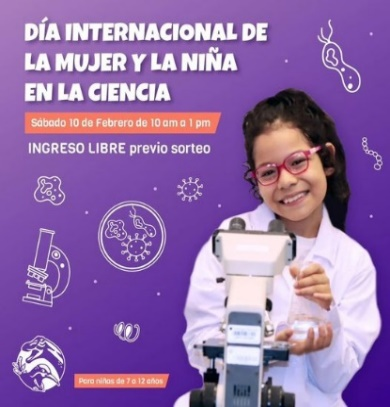 DÍA INTERNACIONAL DE
LA MUJER Y LA NIÑA
EN LA CIENCIA
Sábado 10 de Febrero de 10 am a 1 pm
INGRESO LIBRE previo sorteo
Para niñas de 7 a 12 años